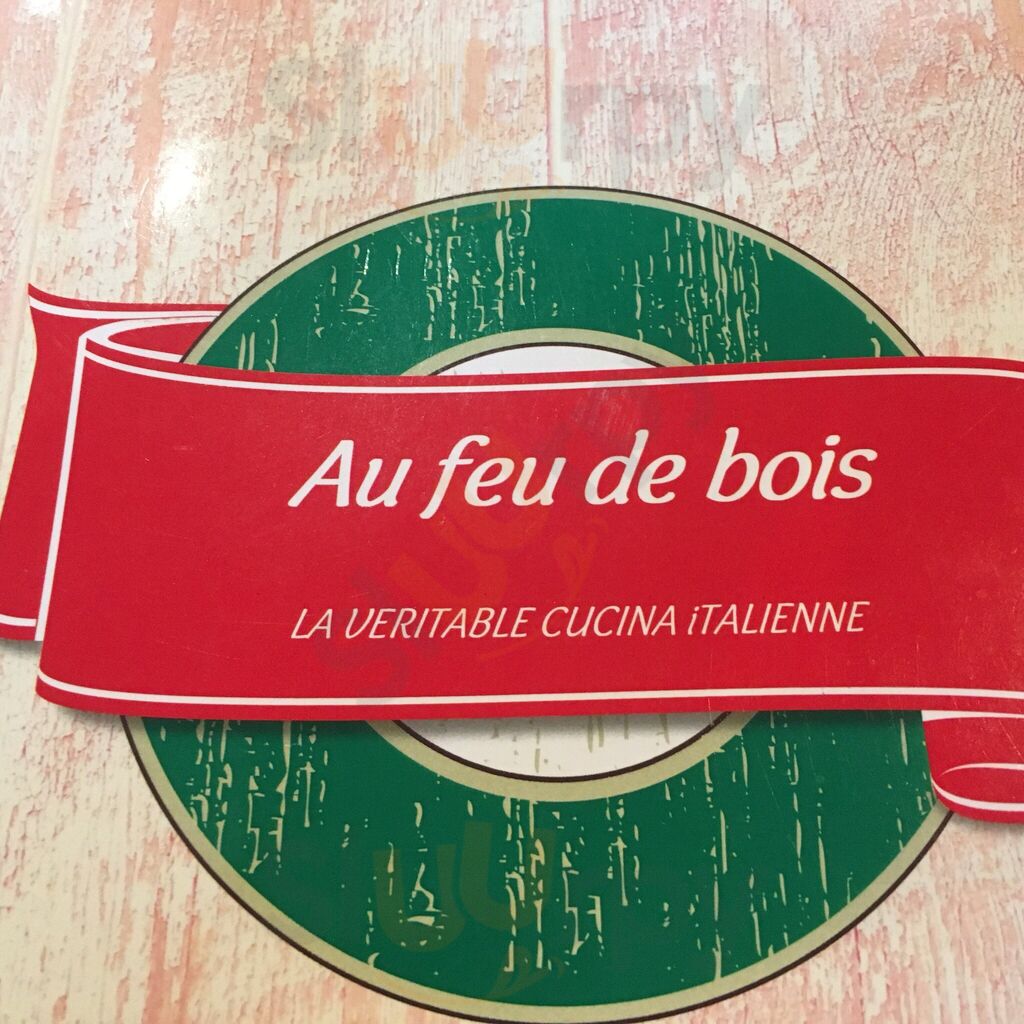 Au feu de bois
LA VERITABLE CUCINA iTALIENNE